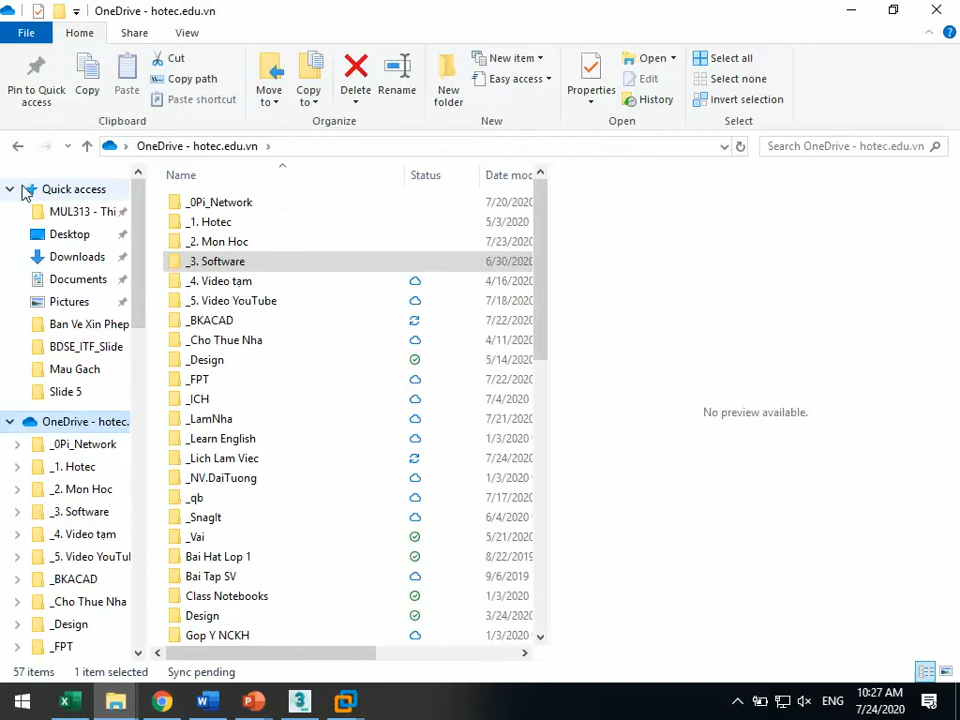 OneDrive - hotec.edu.vn
File Home Share View
Pin to Quick access
Copy
Paste
Cut
Copy path
Paste shortcut
Clipboard
Move to
Copy to
Delete
Rename
Organize
New folder
New item
Easy access
New
Properties
Open
Edit
History
Open
Select all
Select none
Invert selection
Select
OneDrive - hotec.edu.vn
Search OneDrive - hotec.edu.vn
Quick access
MUL313 - Thi
Desktop
Downloads
Documents
Pictures
Ban Ve Xin Phep
BDSE_ITF_Slide
Mau Gach
Slide 5
OneDrive - hotec.
_0Pi_Network
_1. Hotec
_2. Mon Hoc
_3. Software
_4. Video tạm
_5. Video YouTul
_BKACAD
_Cho Thue Nha
_Design
_FPT
Name Status Date mod
_0Pi_Network 7/20/2020
_1. Hotec 5/3/2020
_2. Mon Hoc 7/23/2020
_3. Software 6/30/2020
_4. Video tạm 4/16/2020
_5. Video YouTube 7/18/2020
_BKACAD 7/22/2020
_Cho Thue Nha 4/11/2020
_Design 5/14/2020
_FPT 7/22/2020
_ICH 7/4/2020
_LamNha 7/21/2020
_Learn English 1/3/2020
_Lich Lam Viec 7/24/2020
_NV.DaiTuong 1/3/2020
_qb 7/17/2020
_SnagIt 6/4/2020
_Vai 5/21/2020
Bai Hat Lop 1 8/22/2019
Bai Tap SV 9/6/2019
Class Notebooks 1/3/2020
Design 3/24/2020
Gop Y NCKH 1/3/2020
No preview available.
57 items 1 item selected Sync pending
ENG
10:27 AM
7/24/2020